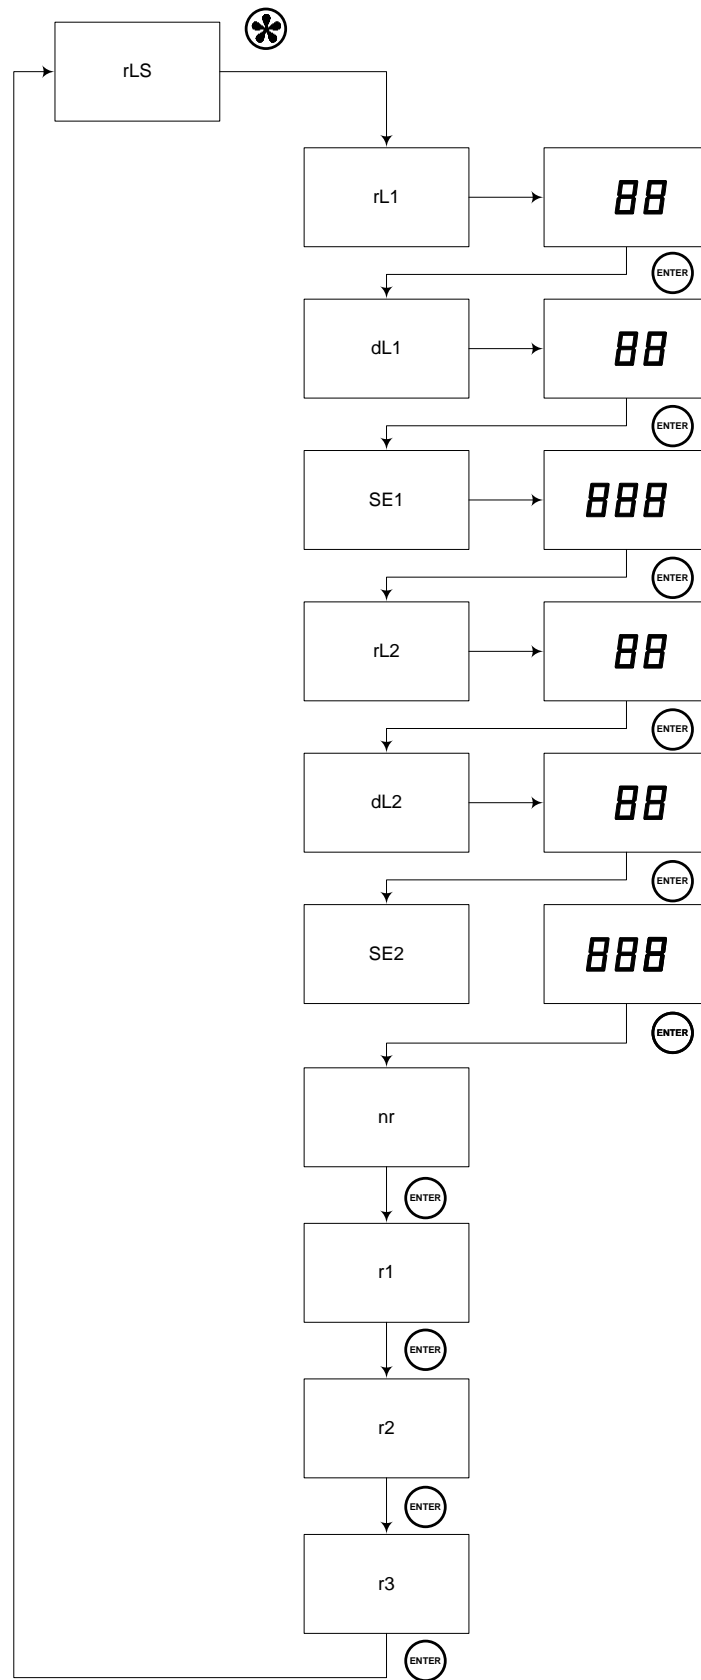 rLS
rL1
88
ENTER
dL1
88
ENTER
SE1
888
ENTER
rL2
88
ENTER
dL2
88
ENTER
SE2
888
ENTER
nr
ENTER
r1
ENTER
r2
ENTER
r3
ENTER